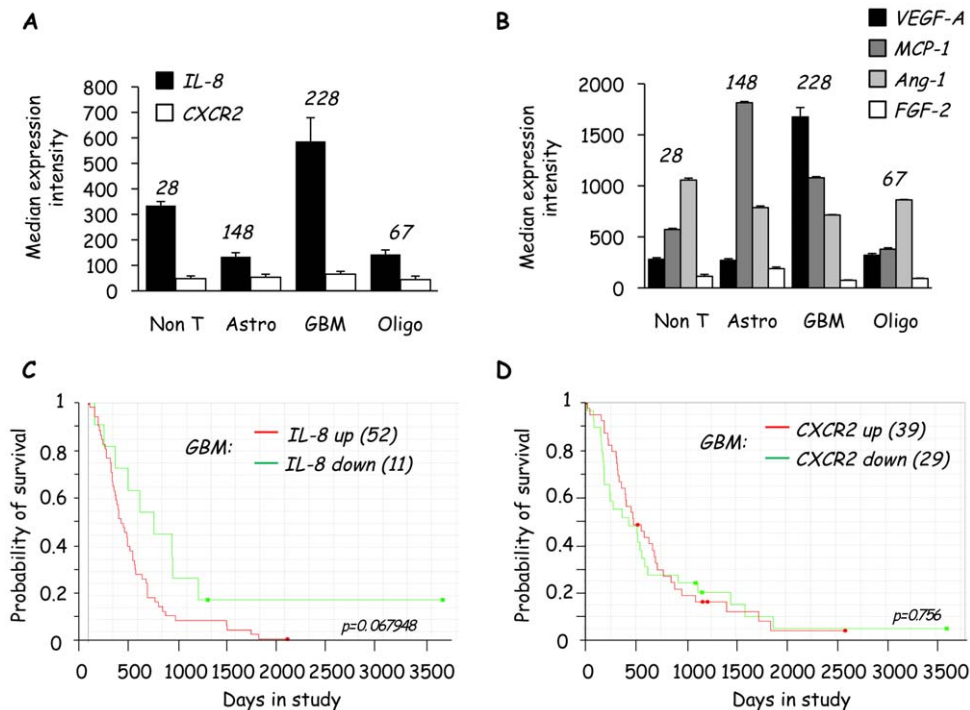 A
Median expression
intensity
800
700
600
500
400
300
200
100
0
IL-8
CXCR2
28
148
228
67
Non T
Astro
GBM
Oligo
B
Median expression
intensity
2000
1500
1000
500
0
VEGF-A
MCP-1
Ang-1
FGF-2
28
148
228
67
Non T
Astro
GBM
Oligo
C
Probability of survival
1
0.8
0.6
0.4
0.2
0
GBM:
IL-8 up (52)
IL-8 down (11)
p=0.067948
0 500 1000 1500 2000 2500 3000 3500
Days in study
D
Probability of survival
1
0.8
0.6
0.4
0.2
0
GBM:
CXCR2 up (39)
CXCR2 down (29)
p=0.756
0 500 1000 1500 2000 2500 3000 3500
Days in study